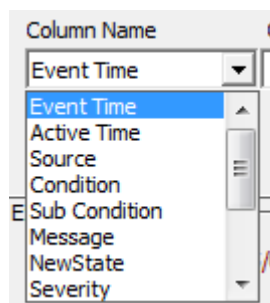 Column Name
Event Time
Event Time
Active Time
Source
Condition
Sub Condition
Message
NewState
Severity